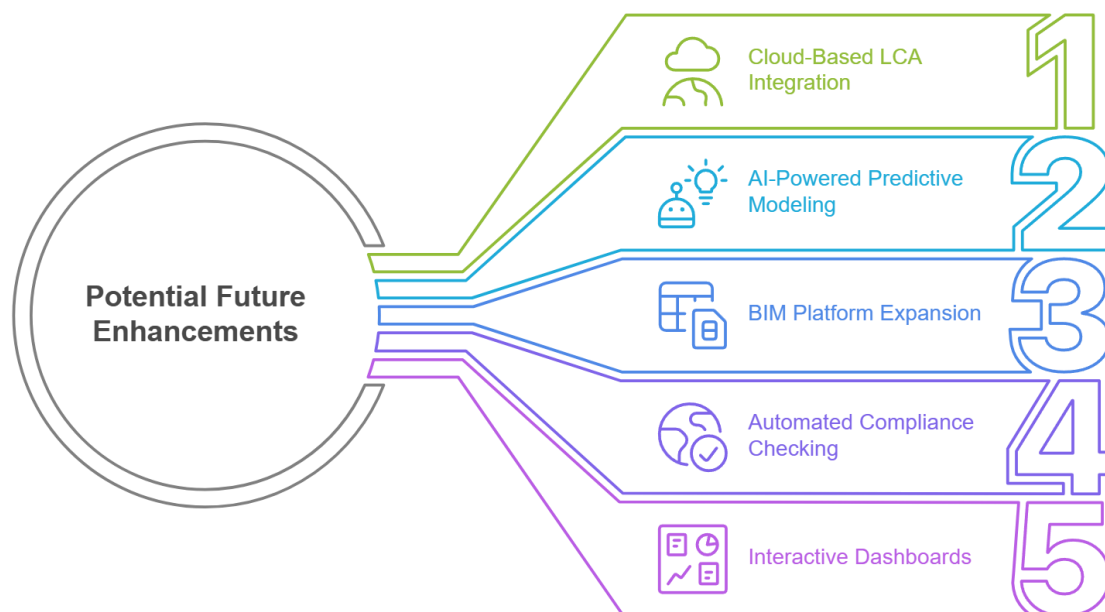 Potential Future
Enhancements
Cloud-Based LCA
Integration
1
AI-Powered Predictive
Modeling
2
BIM Platform Expansion
3
Automated Compliance
Checking
4
Interactive Dashboards
5